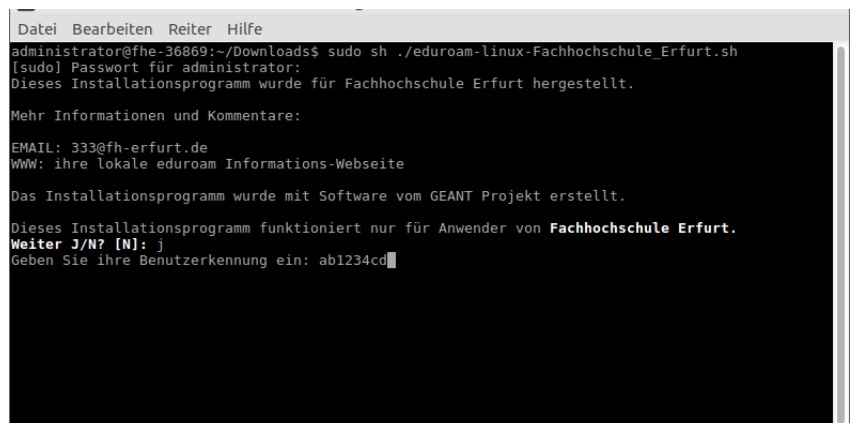 Datei Bearbeiten Reiter Hilfe
administrator@fhe-36869:~/Downloads$ sudo sh ./eduroam-linux-Fachhochschule_Erfurt.sh
[sudo] Passwort für administrator:
Dieses Installationsprogramm wurde für Fachhochschule Erfurt hergestellt.
Mehr Informationen und Kommentare:
EMAIL: 333@fh-erfurt.de
WWW: ihre lokale eduroam Informations-Webseite
Das Installationsprogramm wurde mit Software vom GEANT Projekt erstellt.
Dieses Installationsprogramm funktioniert nur für Anwender von Fachhochschule Erfurt.
Weiter J/N? [N]: j
Geben Sie ihre Benutzerkennung ein: ab1234cd